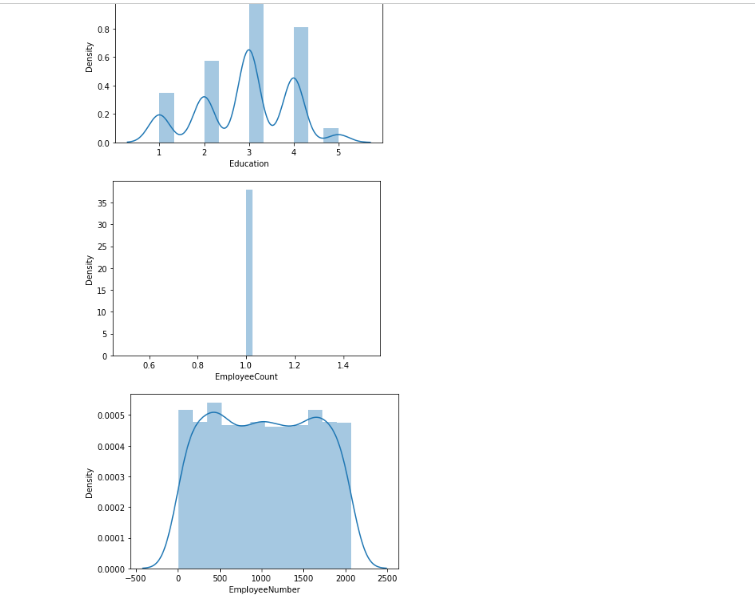 0.8
0.6
0.4
0.2
0.0
Density
1 2 3 4 5
Education
35
30
25
20
15
10
5
0
Density
0.6 0.8 1.0 1.2 1.4
EmployeeCount
0.0005
0.0004
0.0003
0.0002
0.0001
0.0000
Density
−500 0 500 1000 1500 2000 2500
EmployeeNumber